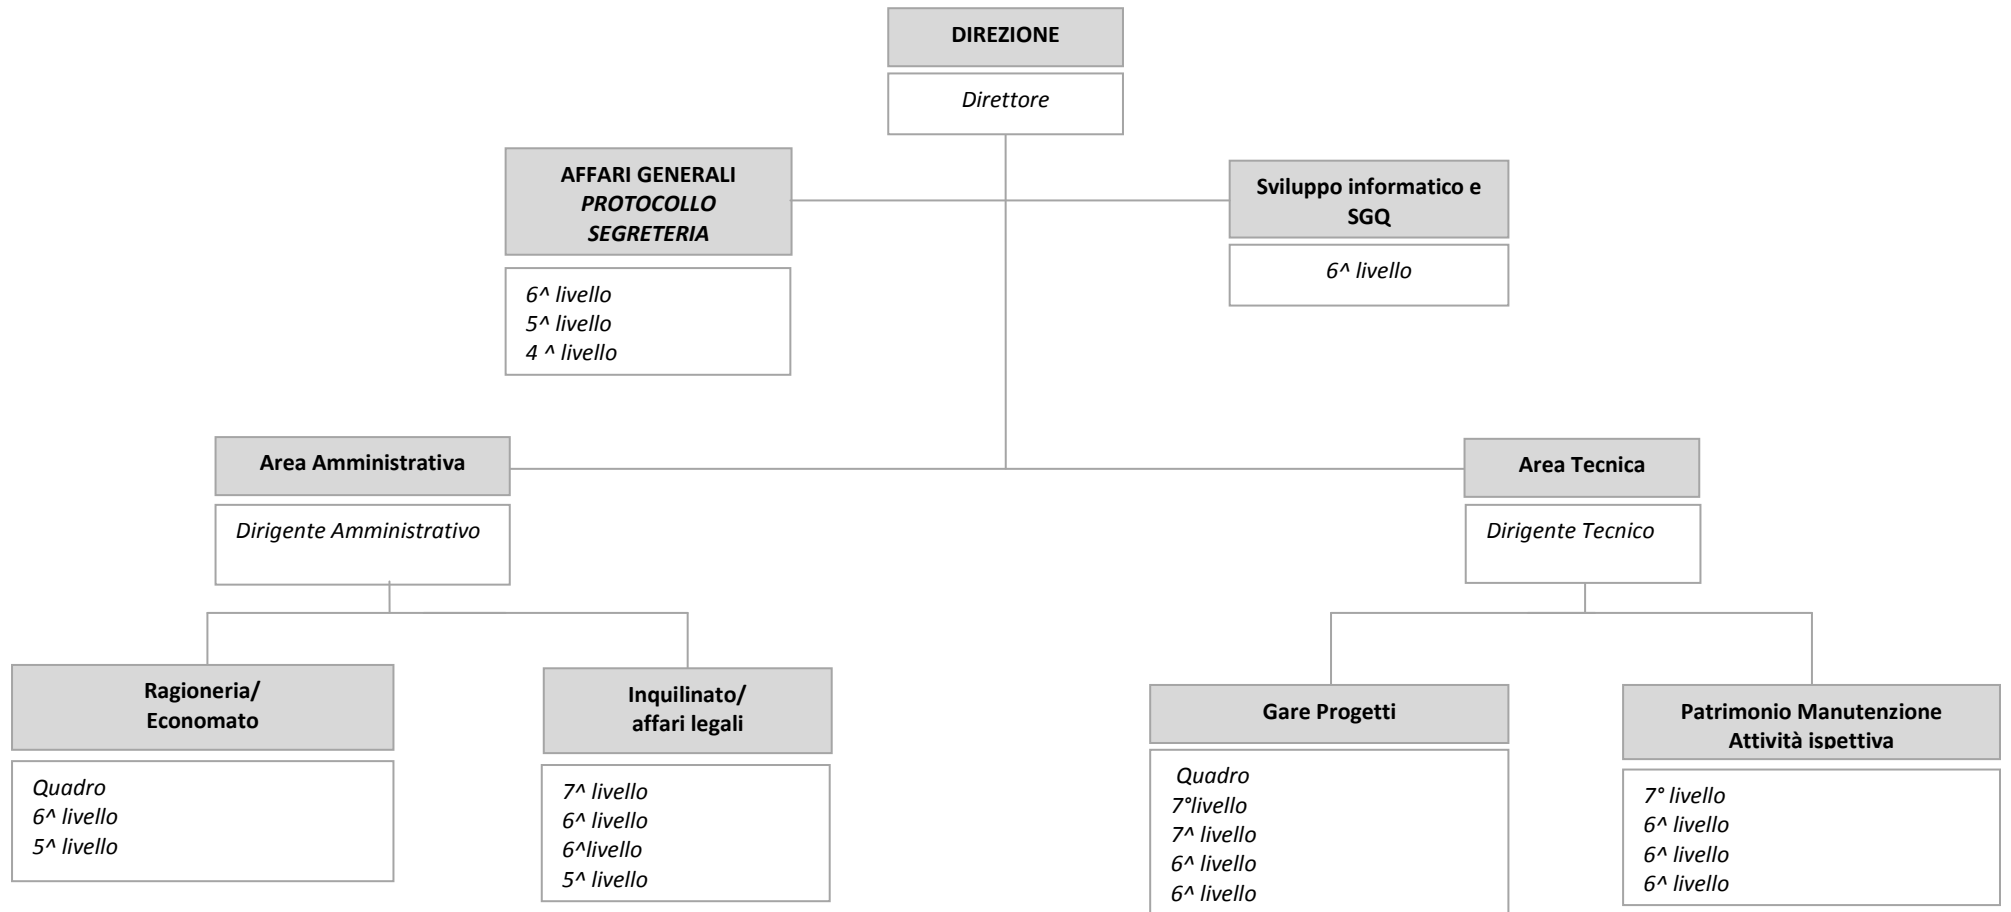 DIREZIONE
Direttore
AFFARI GENERALI
PROTOCOLLO
SEGRETERIA
6^ livello
5^ livello
4 ^ livello
Sviluppo informatico e
SGQ
6^ livello
Area Amministrativa
Dirigente Amministrativo
Area Tecnica
Dirigente Tecnico
Ragioneria/
Economato
Quadro
6^ livello
5^ livello
Inquilinato/
affari legali
7^ livello
6^ livello
6^livello
5^ livello
Gare Progetti
Quadro
7°livello
7^ livello
6^ livello
6^ livello
Patrimonio Manutenzione
Attività ispettiva
7° livello
6^ livello
6^ livello
6^ livello